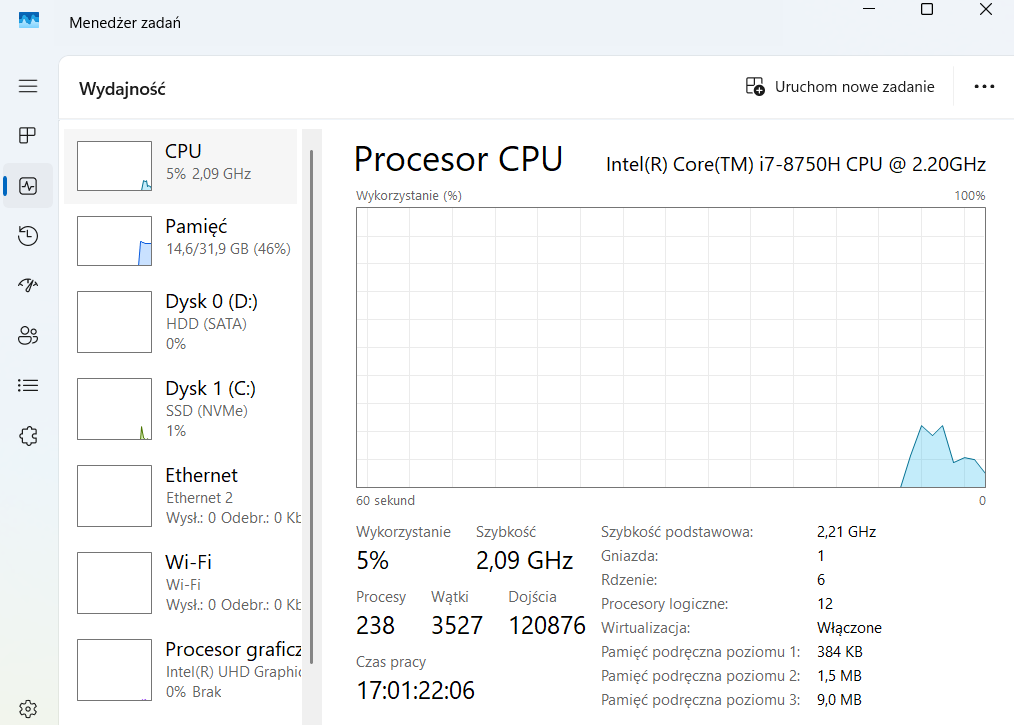 Menedżer zadań
Wydajność
Uruchom nowe zadanie
CPU
5% 2,09 GHz
Pamięć
14,6/31,9 GB (46%)
Dysk 0 (D:)
HDD (SATA)
0%
Dysk 1 (C:)
SSD (NVMe)
1%
Ethernet
Ethernet 2
Wysł.: 0 Odebr.: 0 Kb
Wi-Fi
Wi-Fi
Wysł.: 0 Odebr.: 0 Kb
Procesor graficz
Intel(R) UHD Graphic
0% Brak
Procesor CPU
Intel(R) Core(TM) i7-8750H CPU @ 2.20GHz
Wykorzystanie (%)
100%
60 sekund
0
Wykorzystanie
Szybkość
5%
2,09 GHz
Procesy
Wątki
Dojścia
238
3527
120876
Czas pracy
17:01:22:06
Szybkość podstawowa: 2,21 GHz
Gniazda: 1
Rdzenie: 6
Procesory logiczne: 12
Wirtualizacja: Włączone
Pamięć podręczna poziomu 1: 384 KB
Pamięć podręczna poziomu 2: 1,5 MB
Pamięć podręczna poziomu 3: 9,0 MB